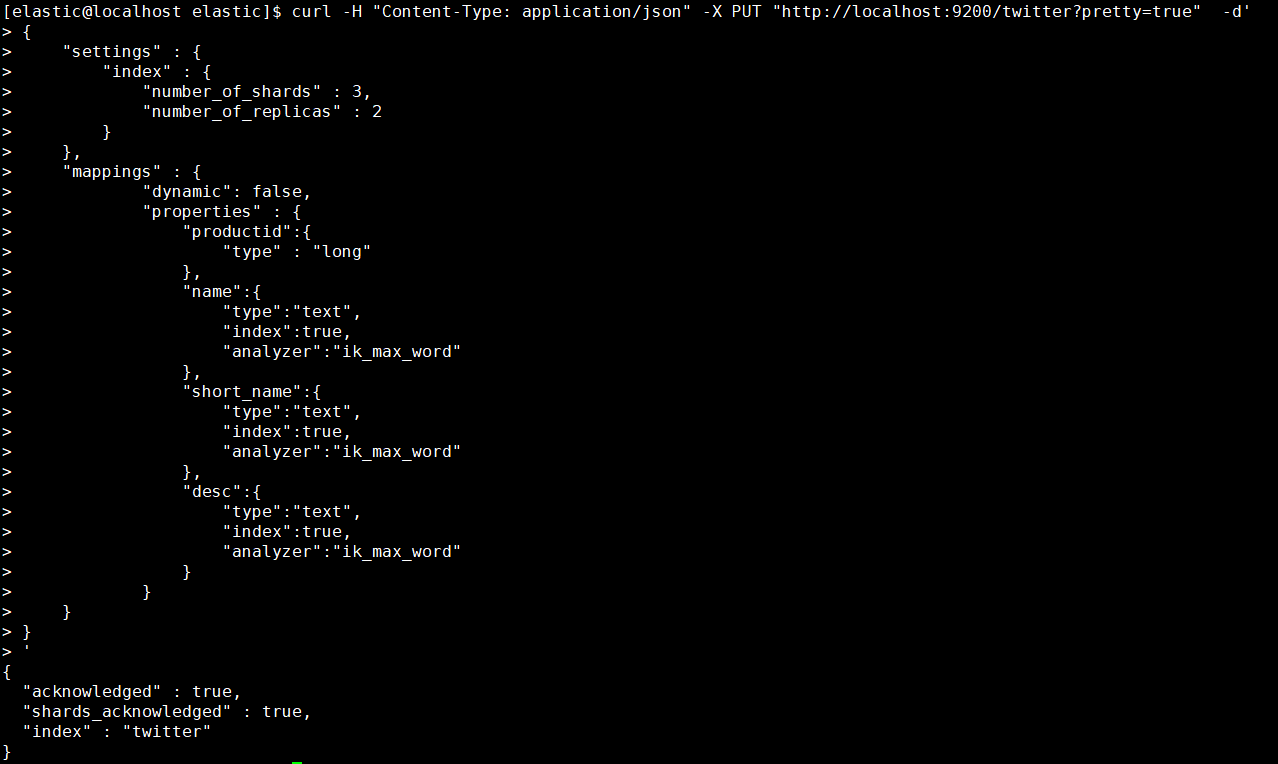 [elastic@localhost elastic]$ curl -H "Content-Type: application/json" -X PUT "http://localhost:9200/twitter?pretty=true"  -d'
> {
>     "settings" : {
>         "index" : {
>             "number_of_shards" : 3,
>             "number_of_replicas" : 2
>         }
>     },
>     "mappings" : {
>             "dynamic": false,
>             "properties" : {
>                 "productid":{
>                     "type" : "long"
>                 },
>                 "name":{
>                     "type":"text",
>                     "index":true,
>                     "analyzer":"ik_max_word"
>                 },
>                 "short_name":{
>                     "type":"text",
>                     "index":true,
>                     "analyzer":"ik_max_word"
>                 },
>                 "desc":{
>                     "type":"text",
>                     "index":true,
>                     "analyzer":"ik_max_word"
>                 }
>             }
>     }
> }
> '
{
  "acknowledged" : true,
  "shards_acknowledged" : true,
  "index" : "twitter"
}